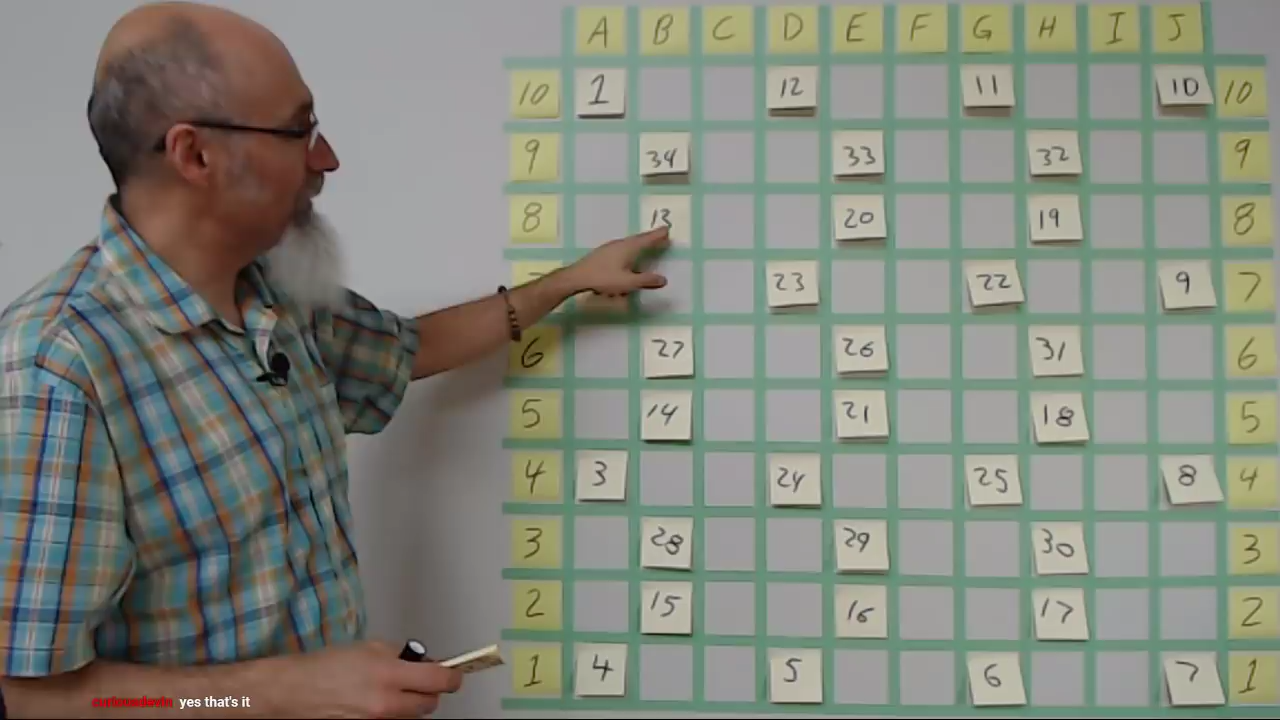 A B C D E F G H I J
10 1 12 11 10 10
9 34 33 32 9
8 13 20 19 8
23 22 9 7
6 27 26 31 6
5 14 21 18 5
4 3 24 25 8 4
3 28 29 30 3
2 15 16 17 2
1 4 5 6 7 1
yes that's it